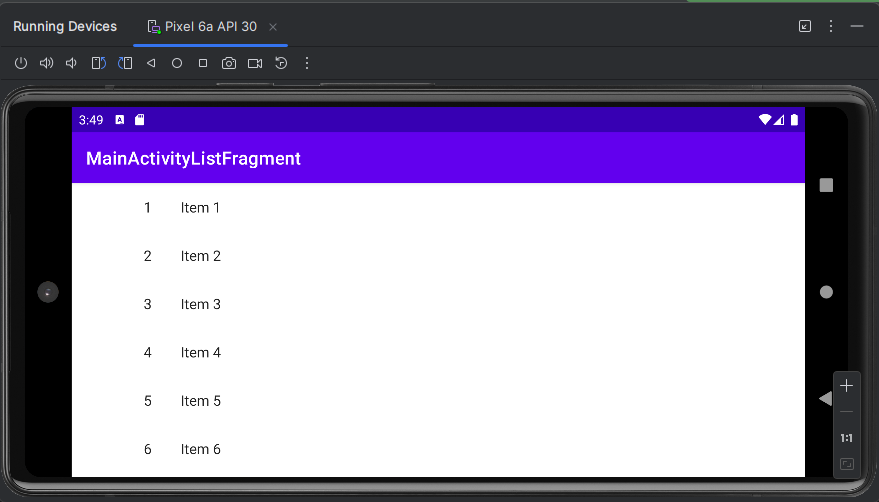 Running Devices
Pixel 6a API 30
3:49
A
MainActivityListFragment
1 Item 1
2 Item 2
3 Item 3
4 Item 4
5 Item 5
6 Item 6
1:1